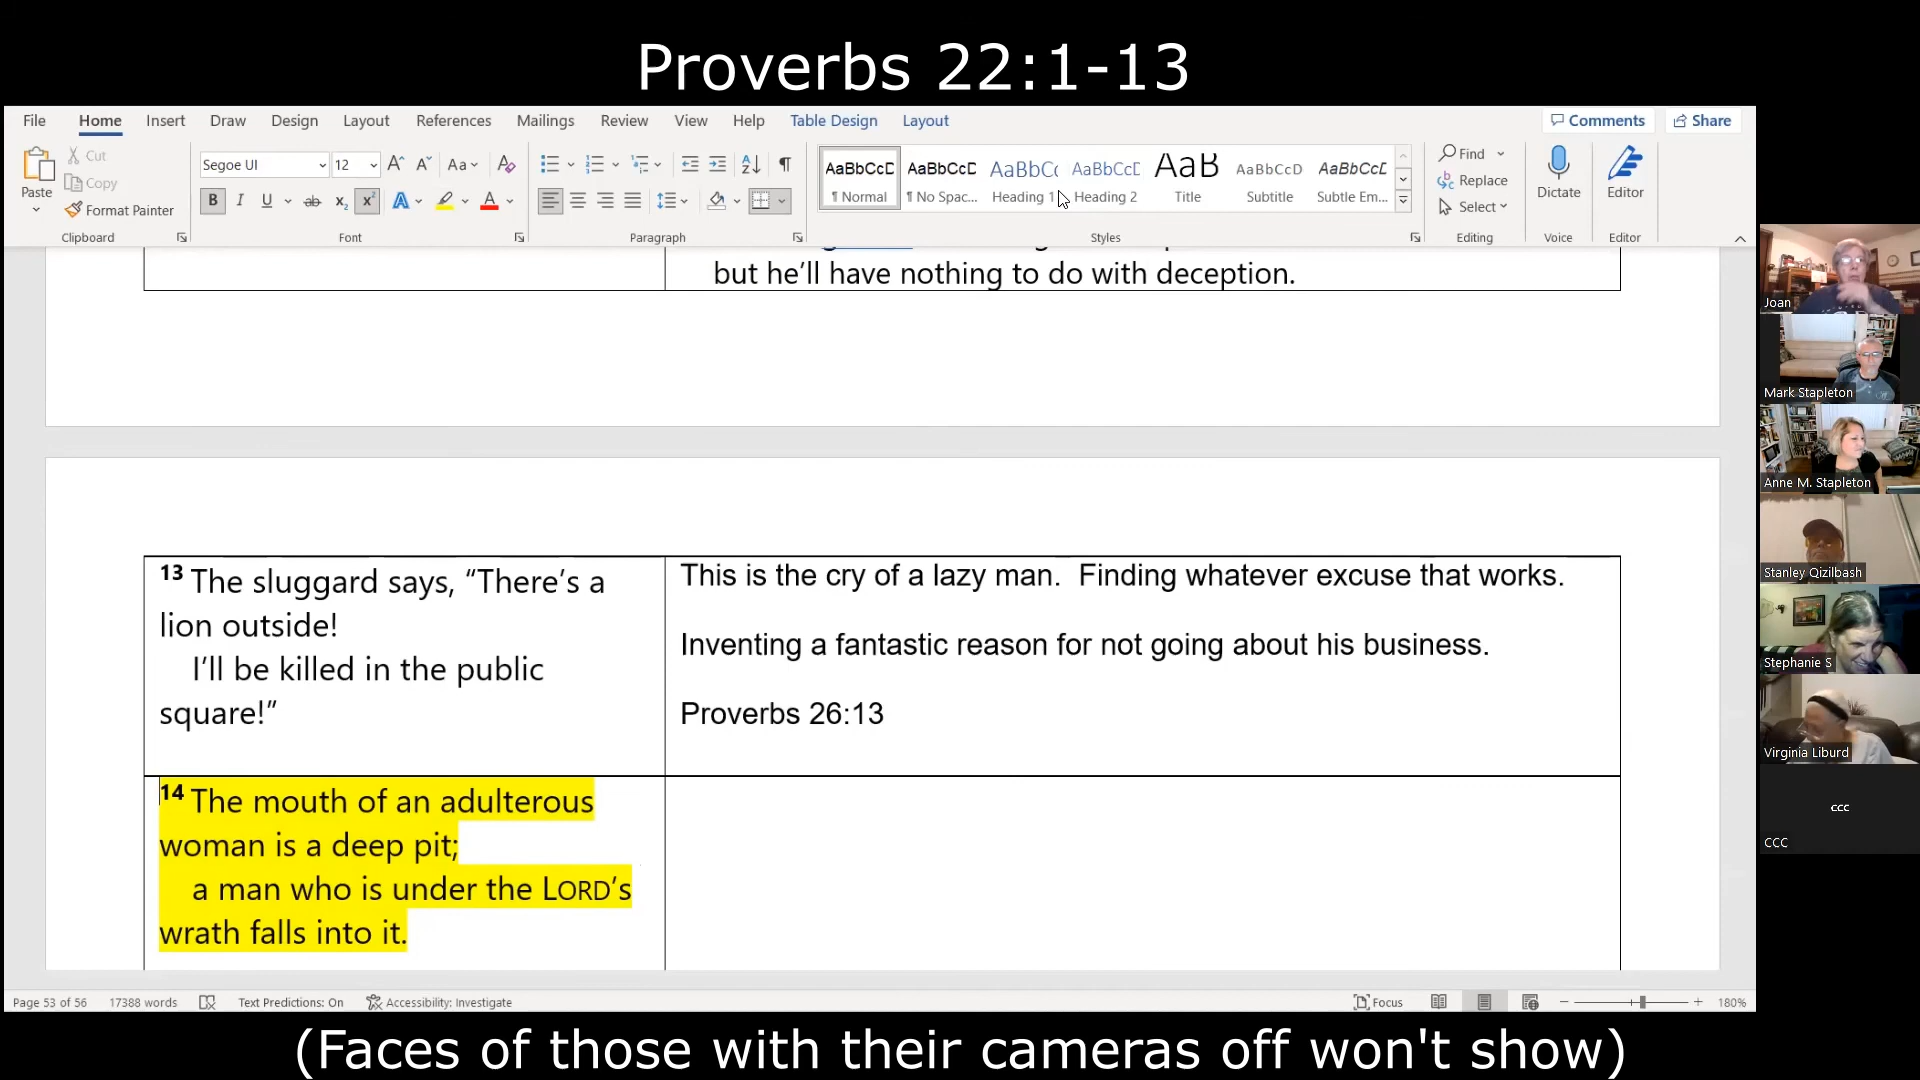 Proverbs 22:1-13
File Home Insert Draw Design Layout References Mailings Review View Help Table Design Layout Comments Share
Paste
Cut
Copy
Format Painter
Clipboard
Segoe UI 12
Font
Paragraph
AaBbCcD AaBbCcD AaBbCc AaBbCcD AaB AaBbCcD AaBbCcD
¶ Normal ¶ No Spac... Heading 1 Heading 2 Title Subtitle Subtle Em...
Styles
Find
Replace
Select
Editing
Dictate
Voice
Editor
Editor
but he’ll have nothing to do with deception.
13 The sluggard says, “There’s a
lion outside!
I’ll be killed in the public
square!”
This is the cry of a lazy man.  Finding whatever excuse that works.
Inventing a fantastic reason for not going about his business.
Proverbs 26:13
14 The mouth of an adulterous
woman is a deep pit;
a man who is under the LORD’s
wrath falls into it.
Page 53 of 56 17388 words Text Predictions: On Accessibility: Investigate Focus 180%
Joan
Mark Stapleton
Anne M. Stapleton
Stanley Qizilbash
Stephanie S
Virginia Liburd
CCC
CCC
(Faces of those with their cameras off won't show)